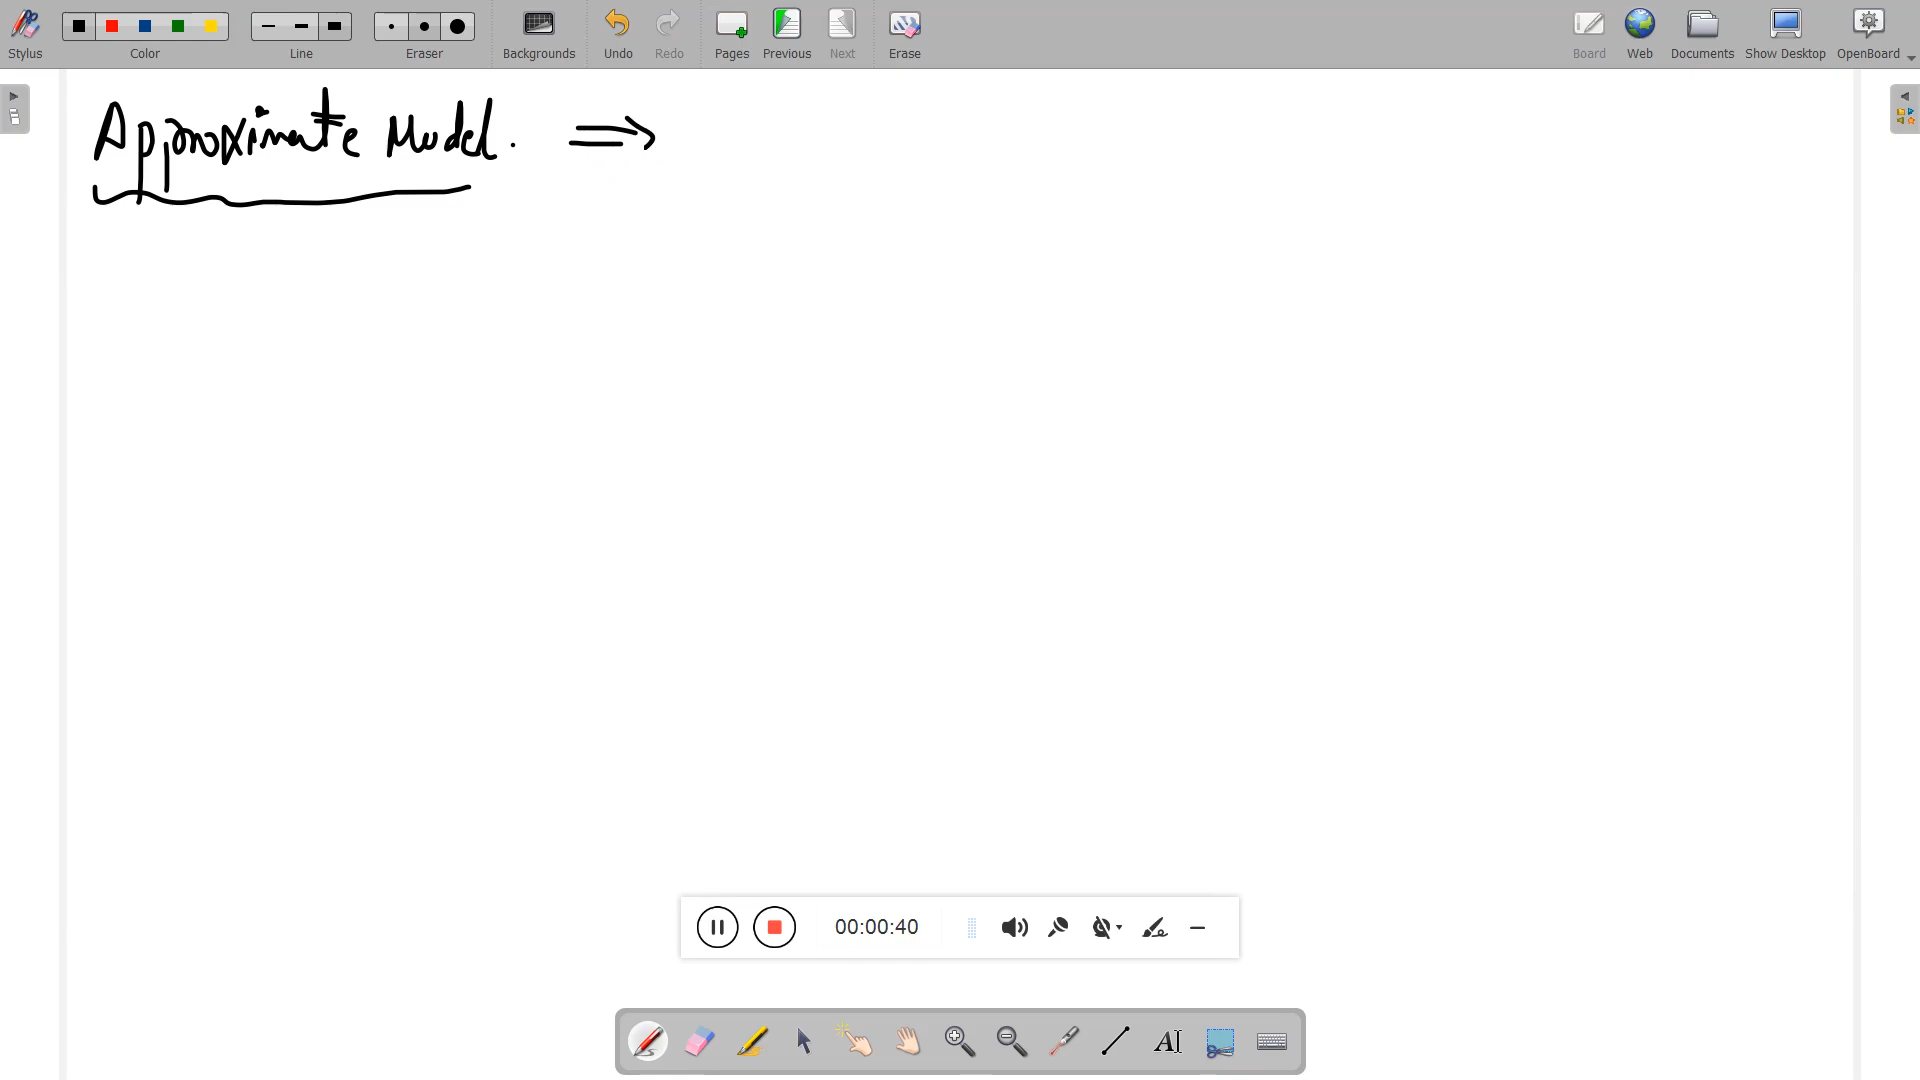 Stylus Color Line Eraser Backgrounds Undo Redo Pages Previous Next Erase Board Web Documents Show Desktop OpenBoard
Approximate Model. ⇒
00:00:40
AI